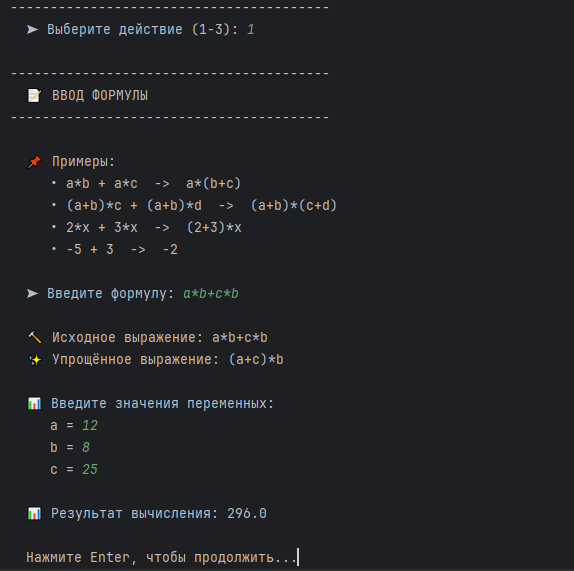 ----------------------------------------
➤ Выберите действие (1-3): 1
----------------------------------------
📝 ВВОД ФОРМУЛЫ
----------------------------------------
📌 Примеры:
• a*b + a*c  ->  a*(b+c)
• (a+b)*c + (a+b)*d  ->  (a+b)*(c+d)
• 2*x + 3*x  ->  (2+3)*x
• -5 + 3  ->  -2
➤ Введите формулу: a*b+c*b
🔨 Исходное выражение: a*b+c*b
✨ Упрощённое выражение: (a+c)*b
📊 Введите значения переменных:
a = 12
b = 8
c = 25
📊 Результат вычисления: 296.0
Нажмите Enter, чтобы продолжить...